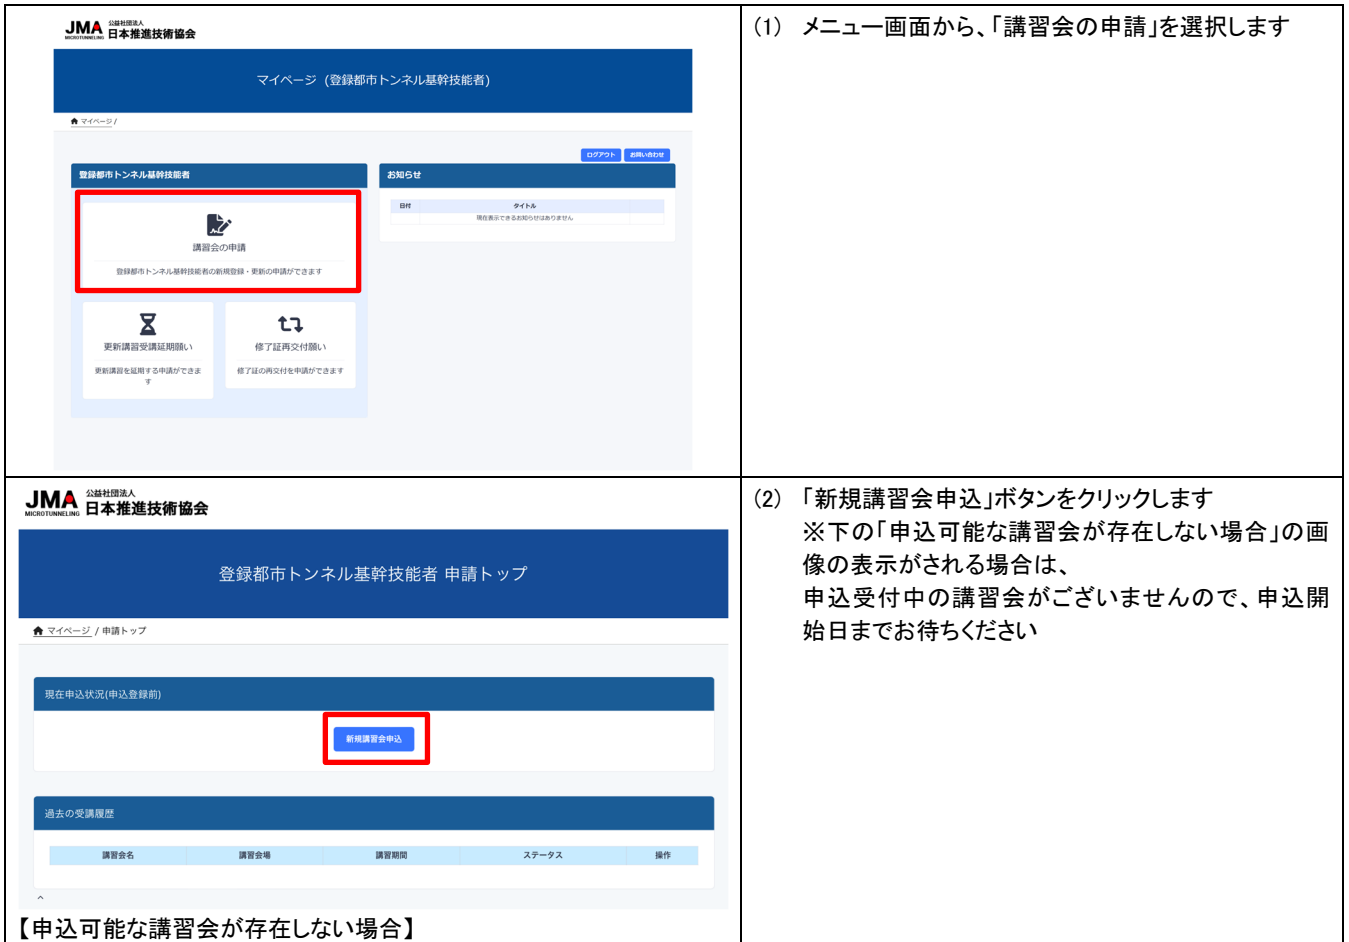 JMA 公益社団法人
MICROTUNNELING 日本推進技術協会
マイページ (登録都市トンネル基幹技能者)
マイページ /
ログアウト お問い合わせ
登録都市トンネル基幹技能者
講習会の申請
登録都市トンネル基幹技能者の新規登録・更新の申請ができます
更新講習受講延期願い
更新講習を延期する申請ができま
す
修了証再交付願い
修了証の再交付を申請ができます
お知らせ
日付 タイトル
現在表示できるお知らせはありません
(1) メニュー画面から、「講習会の申請」を選択します
JMA 公益社団法人
MICROTUNNELING 日本推進技術協会
登録都市トンネル基幹技能者 申請トップ
マイページ / 申請トップ
現在申込状況(申込登録前)
新規講習会申込
過去の受講履歴
講習会名 講習会場 講習期間 ステータス 操作
【申込可能な講習会が存在しない場合】
(2) 「新規講習会申込」ボタンをクリックします
※下の「申込可能な講習会が存在しない場合」の画
像の表示がされる場合は、
申込受付中の講習会がございませんので、申込開
始日までお待ちください